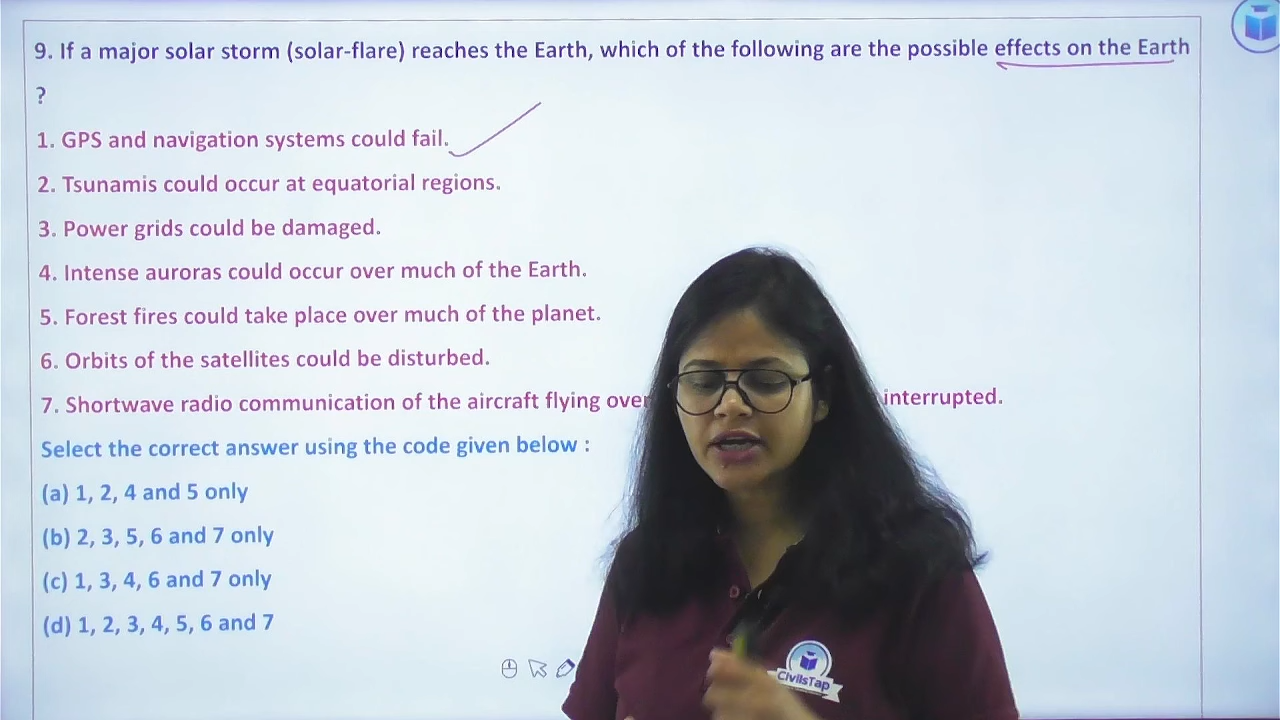 9. If a major solar storm (solar-flare) reaches the Earth, which of the following are the possible effects on the Earth
?
1. GPS and navigation systems could fail.
2. Tsunamis could occur at equatorial regions.
3. Power grids could be damaged.
4. Intense auroras could occur over much of the Earth.
5. Forest fires could take place over much of the planet.
6. Orbits of the satellites could be disturbed.
7. Shortwave radio communication of the aircraft flying over interrupted.
Select the correct answer using the code given below :
(a) 1, 2, 4 and 5 only
(b) 2, 3, 5, 6 and 7 only
(c) 1, 3, 4, 6 and 7 only
(d) 1, 2, 3, 4, 5, 6 and 7
CivilsTap